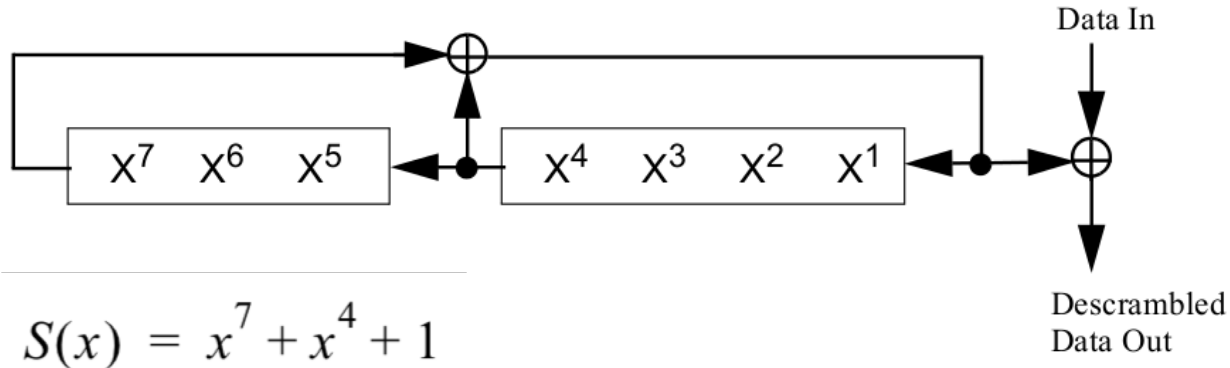 Data In
X⁷ X⁶ X⁵ X⁴ X³ X² X¹
Descrambled
Data Out
S(x) = x⁷ + x⁴ + 1